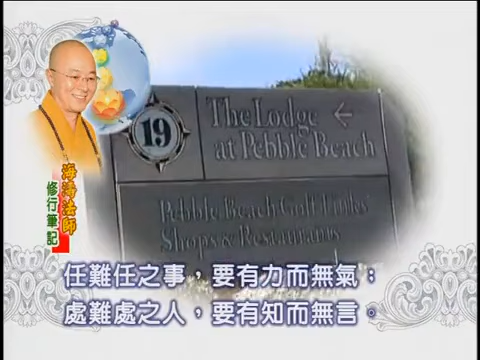 19
The Lodge ←
at Pebble Beach
Pebble Beach Golf Links
Shops & Restaurants
海濤法師
修行筆記
任難任之事，要有力而無氣；
處難處之人，要有知而無言。